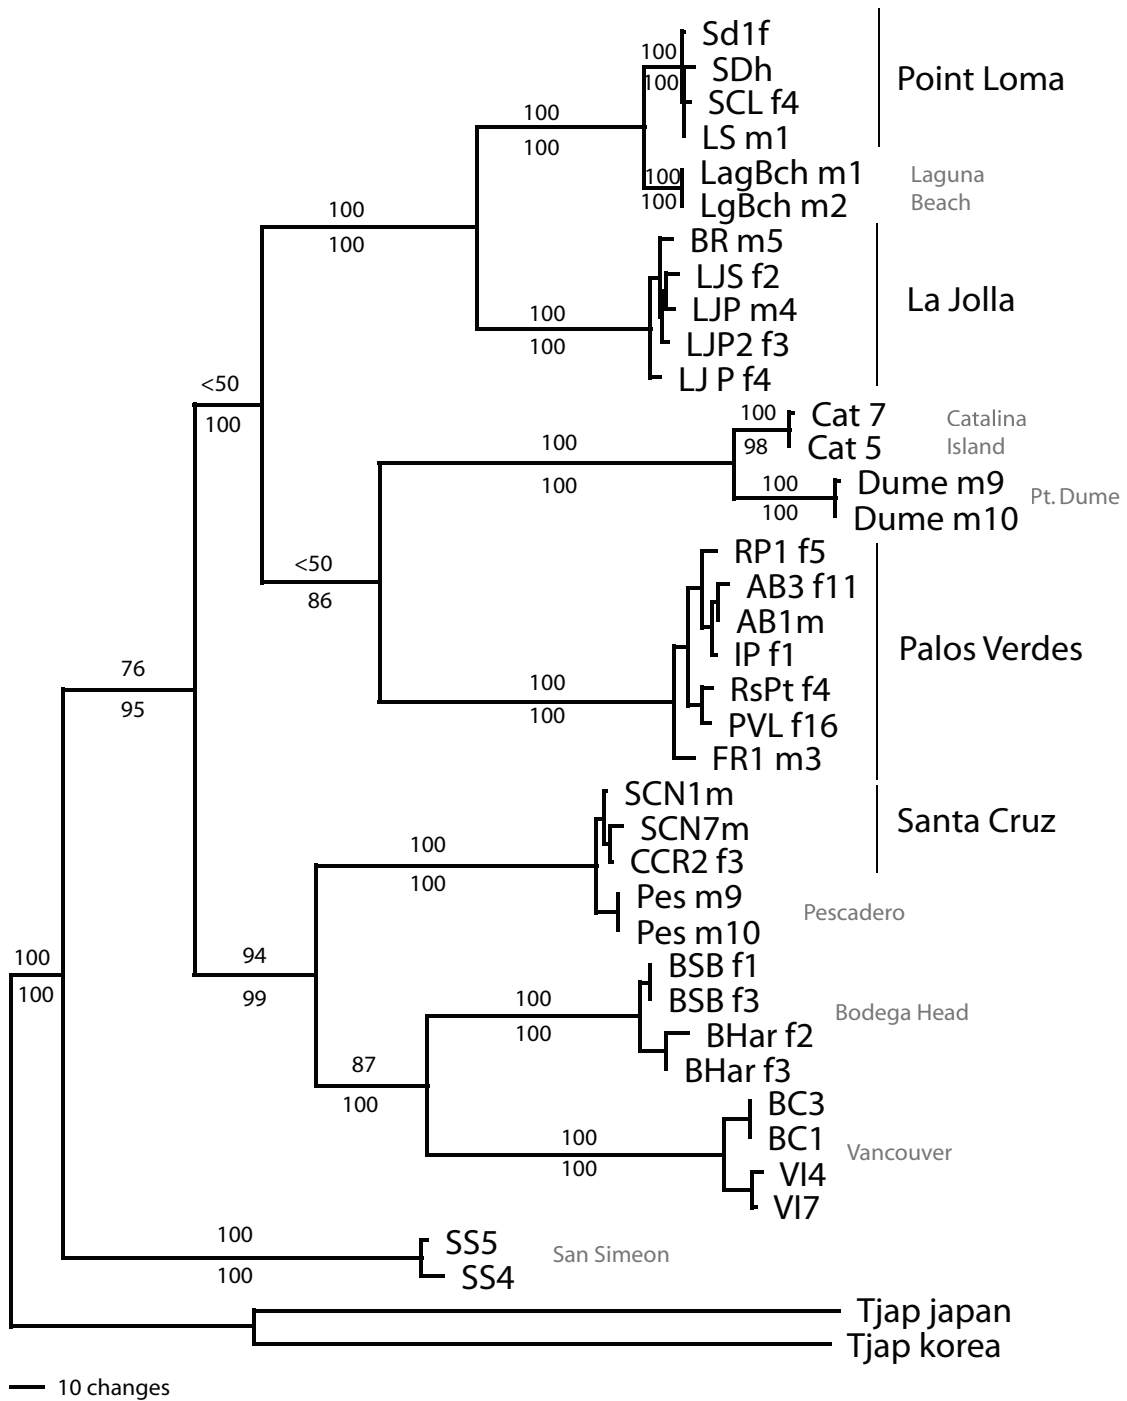 Sd1f
100
SDh
100
Point Loma
SCL f4
100
LS m1
100
LagBch m1
100
Laguna
Beach
100
LgBch m2
100
100
BR m5
LJS f2
La Jolla
100
LJP m4
100
LJP2 f3
LJ P f4
<50
100
100
Cat 7
Catalina
Island
98
Cat 5
100
100
100
Dume m9
Pt. Dume
100
Dume m10
RP1 f5
<50
86
AB3 f11
AB1m
Palos Verdes
IP f1
76
95
100
100
RsPt f4
PVL f16
FR1 m3
SCN1m
Santa Cruz
SCN7m
100
100
CCR2 f3
Pes m9
Pescadero
Pes m10
100
100
94
99
BSB f1
100
100
BSB f3
Bodega Head
BHar f2
87
100
BHar f3
BC3
100
100
BC1
Vancouver
VI4
VI7
100
100
SS5
San Simeon
SS4
Tjap japan
Tjap korea
10 changes